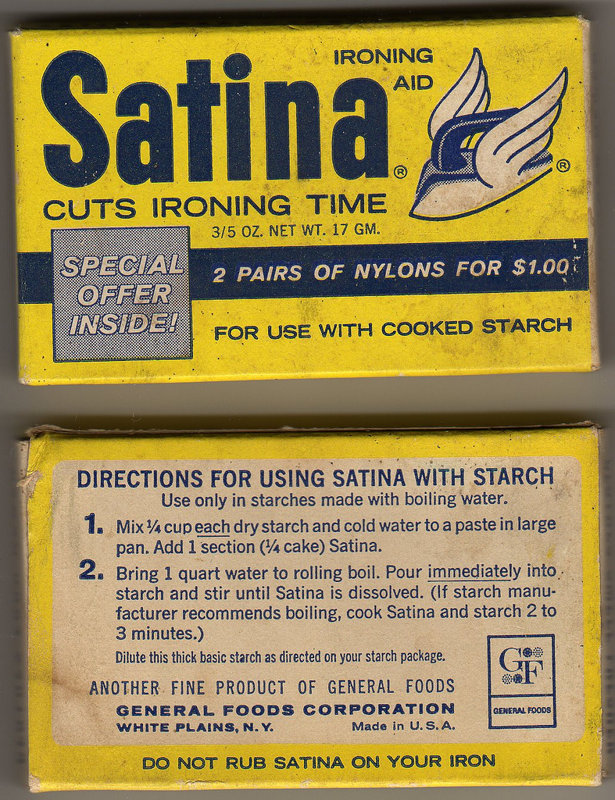 IRONING
AID
Satina®
®
CUTS IRONING TIME
3/5 OZ. NET WT. 17 GM.
SPECIAL
OFFER
INSIDE!
2 PAIRS OF NYLONS FOR $1.00
FOR USE WITH COOKED STARCH
DIRECTIONS FOR USING SATINA WITH STARCH
Use only in starches made with boiling water.
1. Mix ¼ cup each dry starch and cold water to a paste in large
pan. Add 1 section (¼ cake) Satina.
2. Bring 1 quart water to rolling boil. Pour immediately into
starch and stir until Satina is dissolved. (If starch manu-
facturer recommends boiling, cook Satina and starch 2 to
3 minutes.)
Dilute this thick basic starch as directed on your starch package.
ANOTHER FINE PRODUCT OF GENERAL FOODS
GENERAL FOODS CORPORATION
WHITE PLAINS, N.Y. Made in U.S.A.
GF
GENERAL FOODS
DO NOT RUB SATINA ON YOUR IRON